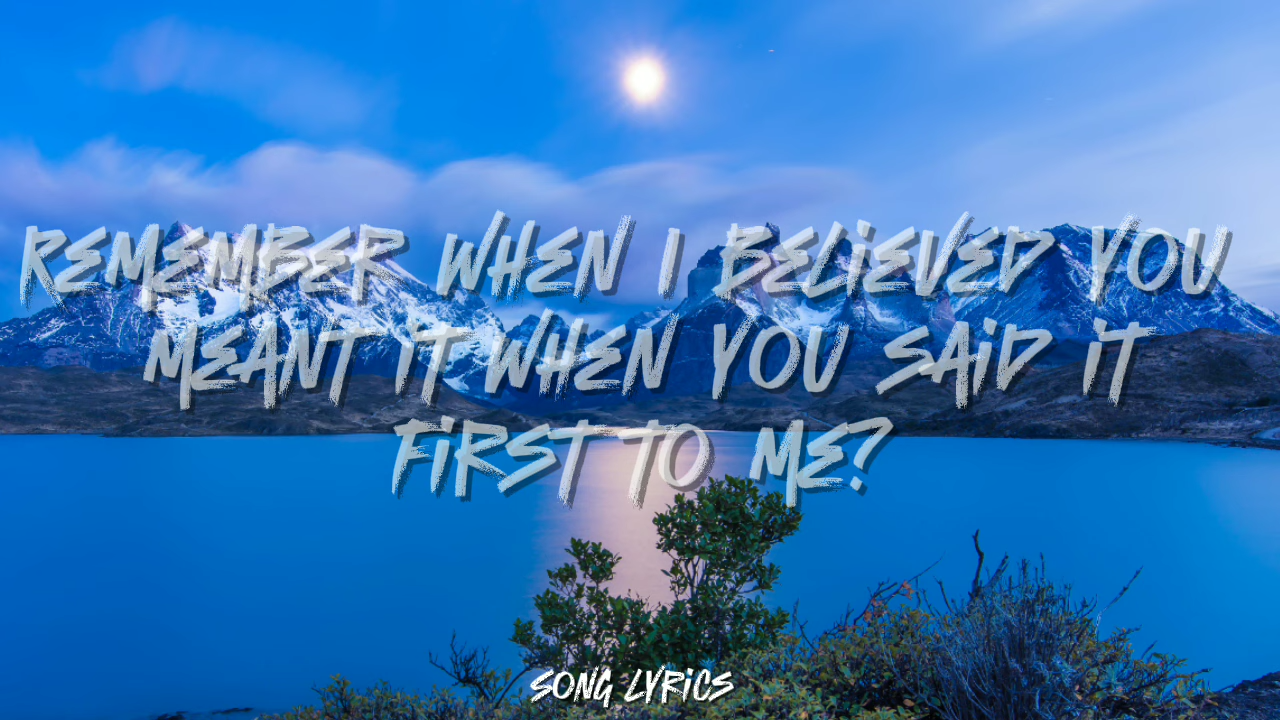 REMEMBER WHEN I BELIEVED YOU
MEANT IT WHEN YOU SAID IT
FIRST TO ME?
SONG LYRICS